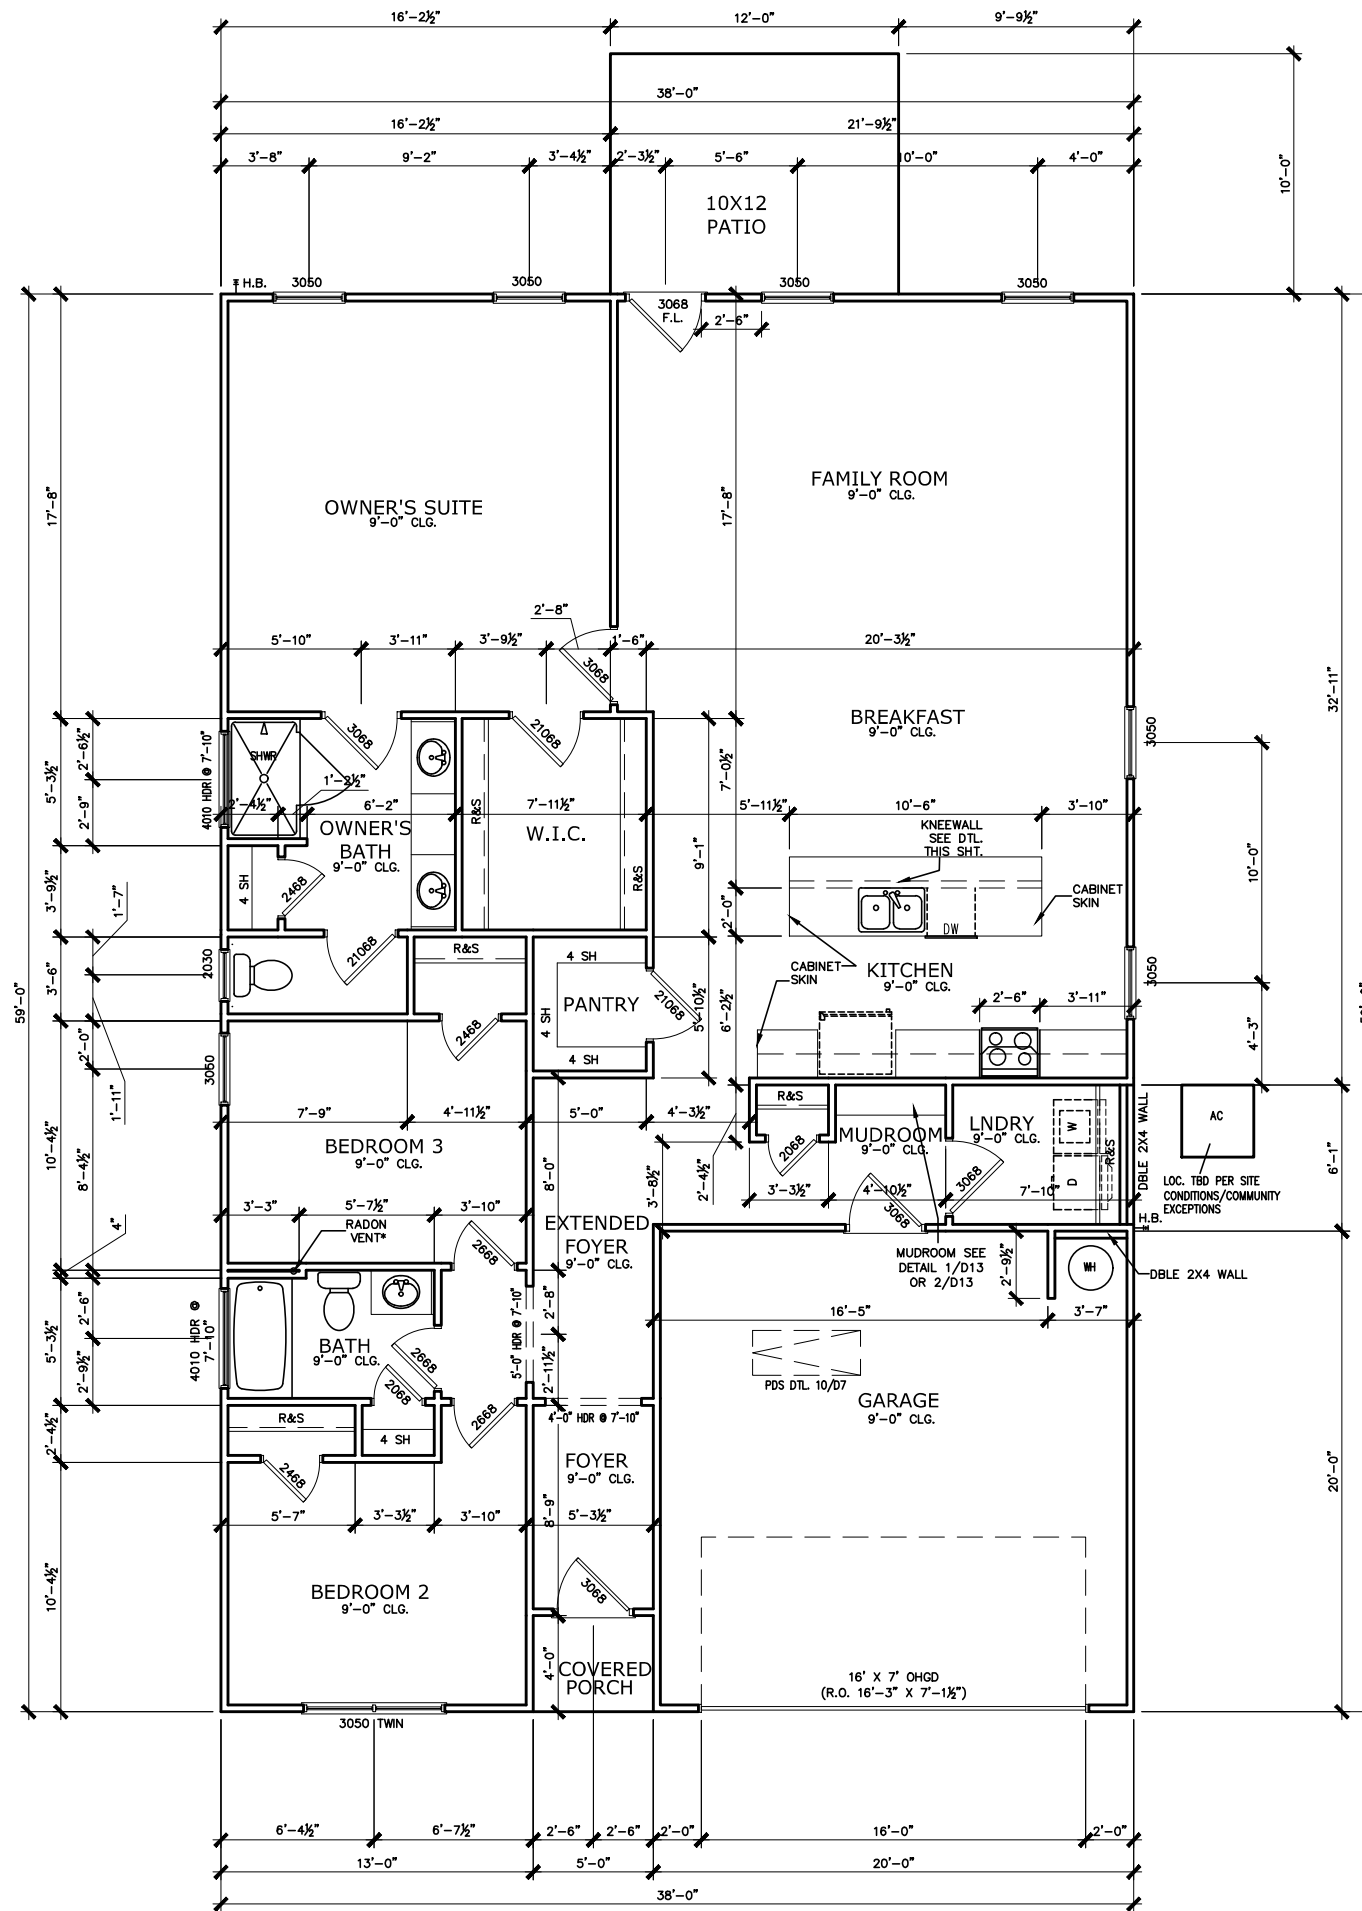 16'-2½"
12'-0"
9'-9½"
38'-0"
16'-2½"
21'-9½"
3'-8"
9'-2"
3'-4½"
2'-3½"
5'-6"
10'-0"
4'-0"
10'-0"
10X12
PATIO
H.B.
3050
3050
3050
3050
3068
F.L.
2'-6"
17'-8"
17'-8"
32'-11"
59'-0"
OWNER'S SUITE
9'-0" CLG.
FAMILY ROOM
9'-0" CLG.
2'-8"
5'-10"
3'-11"
3'-9½"
1'-6"
20'-3½"
3068
BREAKFAST
9'-0" CLG.
3050
3068
21068
SHWR
4010 HDR @ 7'-10"
2'-6½"
5'-3½"
2'-9"
7'-0½"
1'-2½"
2'-4½"
6'-2"
7'-11½"
5'-11½"
10'-6"
3'-10"
OWNER'S
BATH
9'-0" CLG.
R&S
W.I.C.
R&S
KNEEWALL
SEE DTL.
THIS SHT.
9'-1"
10'-0"
CABINET
SKIN
4 SH
2468
3'-9½"
1'-7"
2'-0"
DW
21068
R&S
4 SH
2030
3'-6"
CABINET
SKIN
KITCHEN
9'-0" CLG.
3050
PANTRY
4 SH
4 SH
21068
5'-10½"
6'-2½"
2'-6"
3'-11"
4'-3"
2468
2'-0"
3050
1'-11"
7'-9"
4'-11½"
5'-0"
4'-3½"
R&S
BEDROOM 3
9'-0" CLG.
10'-4½"
8'-4½"
8'-0"
3'-8½"
2'-4½"
2068
MUDROOM
9'-0" CLG.
LNDRY
9'-0" CLG.
W
D
R&S
DBLE 2X4 WALL
AC
LOC. TBD PER SITE
CONDITIONS/COMMUNITY
EXCEPTIONS
6'-1"
3'-3½"
4'-10½"
3068
7'-10"
3068
H.B.
3'-3"
5'-7½"
3'-10"
RADON
VENT*
4"
EXTENDED
FOYER
9'-0" CLG.
2668
MUDROOM SEE
DETAIL 1/D13
OR 2/D13
2'-9½"
WH
DBLE 2X4 WALL
16'-5"
3'-7"
4010 HDR @
7'-10"
2'-6"
5'-3½"
2'-9½"
BATH
9'-0" CLG.
2668
2068
5'-0" HDR @ 7'-10"
2'-8"
2'-11½"
PDS DTL. 10/D7
GARAGE
9'-0" CLG.
R&S
4 SH
2668
4'-0" HDR @ 7'-10"
2'-4½"
2468
FOYER
9'-0" CLG.
20'-0"
5'-7"
3'-3½"
3'-10"
8'-9"
5'-3½"
BEDROOM 2
9'-0" CLG.
10'-4½"
3068
4'-0"
COVERED
PORCH
16' X 7' OHGD
(R.O. 16'-3" X 7'-1½")
3050 TWIN
6'-4½"
6'-7½"
2'-6"
2'-6"
2'-0"
16'-0"
2'-0"
13'-0"
5'-0"
20'-0"
38'-0"